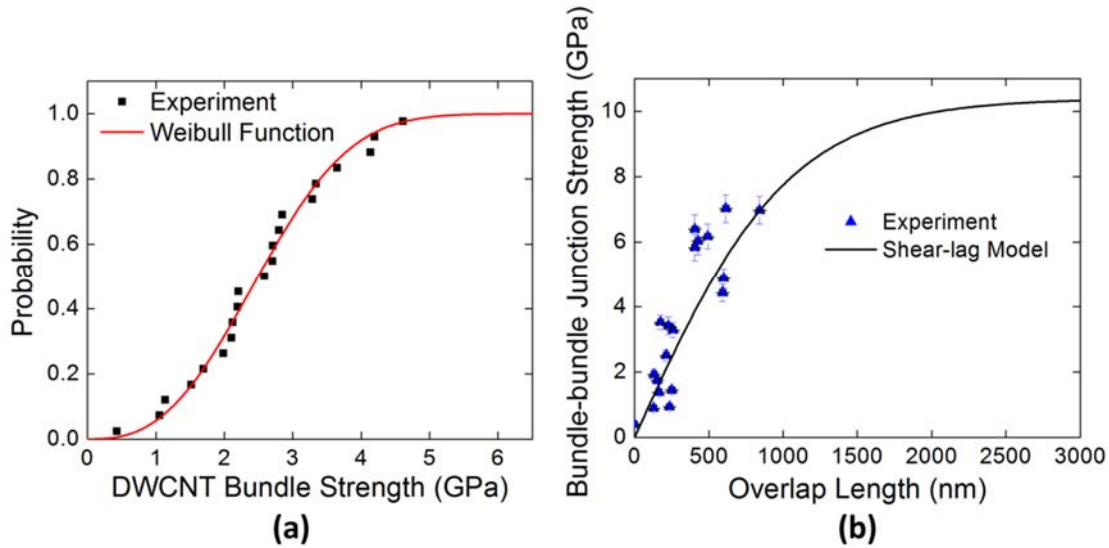 Experiment
Weibull Function
Probability
1.0
0.8
0.6
0.4
0.2
0.0
0
1
2
3
4
5
6
DWCNT Bundle Strength (GPa)
(a)
Bundle-bundle Junction Strength (GPa)
10
8
6
4
2
0
Experiment
Shear-lag Model
0
500
1000
1500
2000
2500
3000
Overlap Length (nm)
(b)